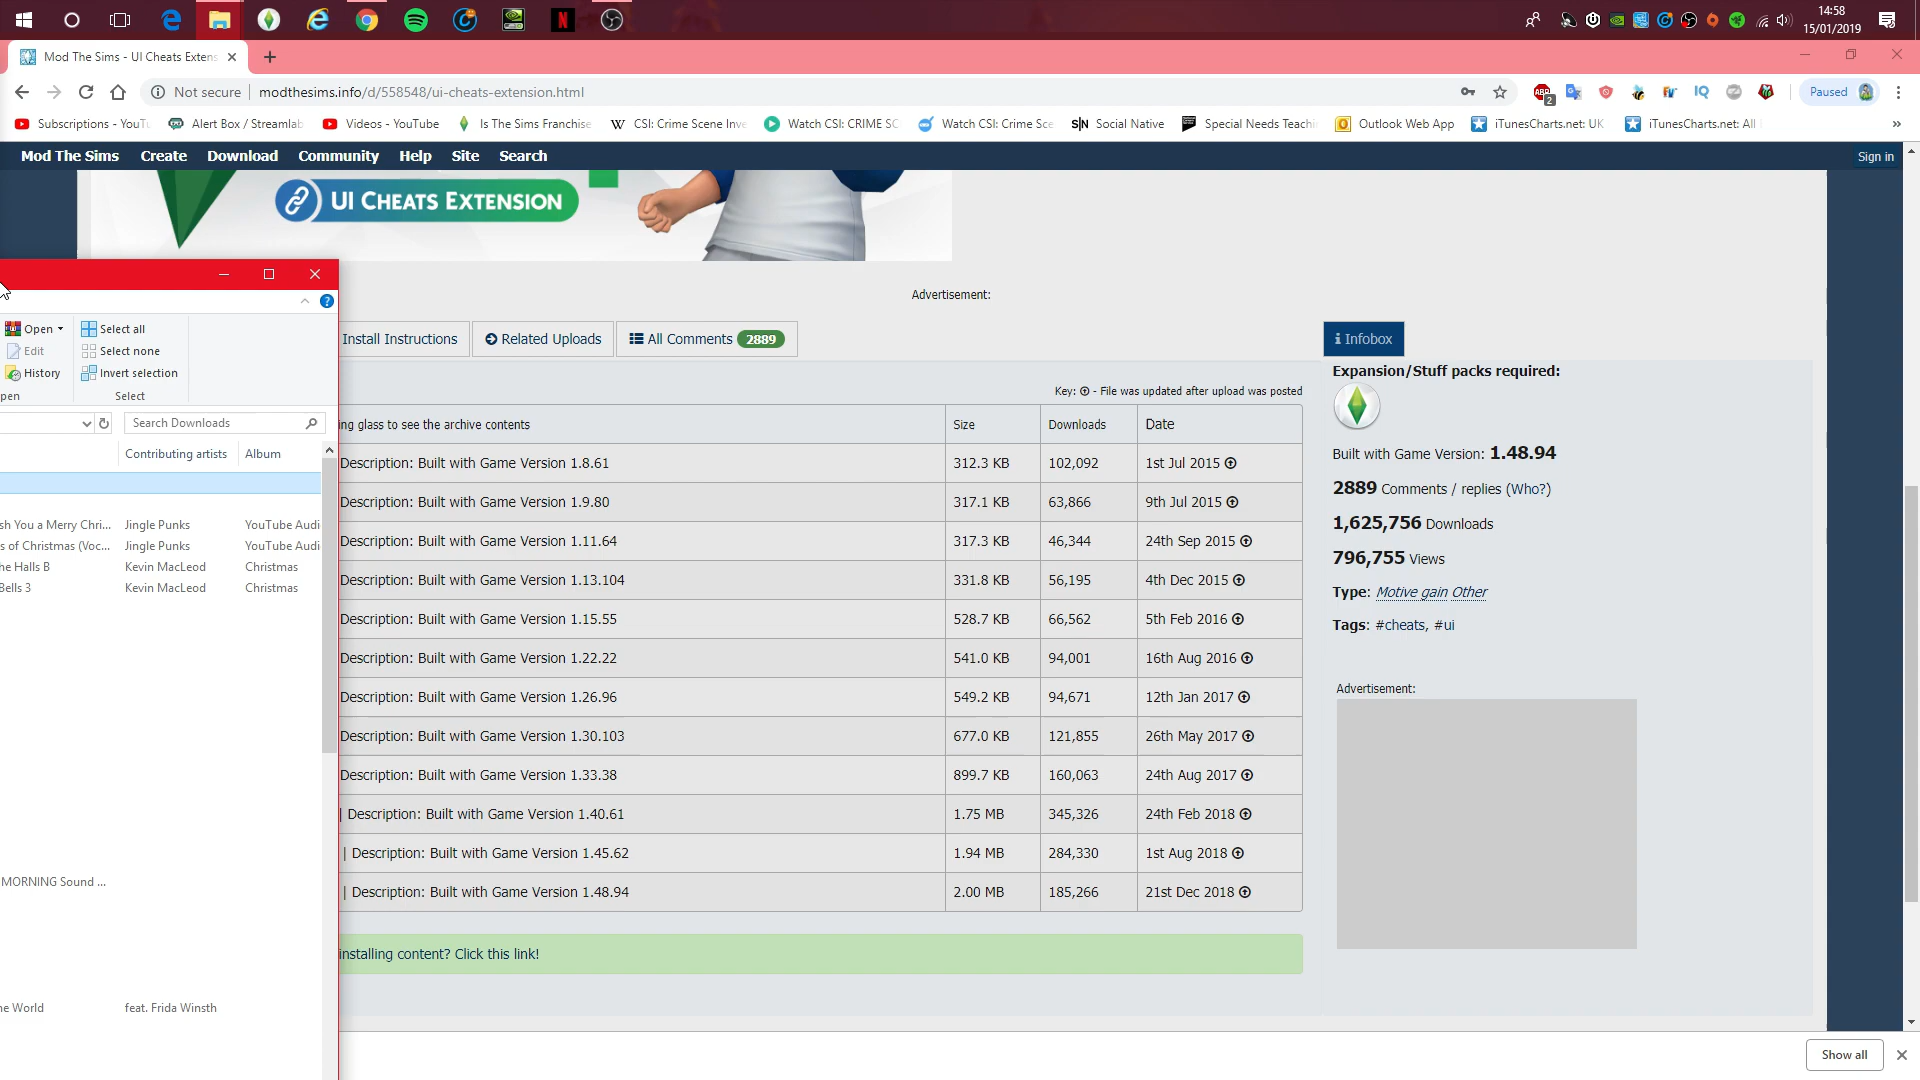 14:58
15/01/2019
Mod The Sims - UI Cheats Extens
Not secure modthesims.info/d/558548/ui-cheats-extension.html
ABP 2
IQ
Paused
Subscriptions - YouTu
Alert Box / Streamlab
Videos - YouTube
Is The Sims Franchise
CSI: Crime Scene Inve
Watch CSI: CRIME SC
Watch CSI: Crime Sce
Social Native
Special Needs Teachi
Outlook Web App
iTunesCharts.net: UK
iTunesCharts.net: All
»
Mod The Sims Create Download Community Help Site Search Sign in
UI CHEATS EXTENSION
Advertisement:
Open
Edit
History
pen
Select all
Select none
Invert selection
Select
Search Downloads
Contributing artists Album
sh You a Merry Chri... Jingle Punks YouTube Audi
s of Christmas (Voc... Jingle Punks YouTube Audi
he Halls B Kevin MacLeod Christmas
Bells 3 Kevin MacLeod Christmas
MORNING Sound ...
he World feat. Frida Winsth
Install Instructions
Related Uploads
All Comments 2889
Key: - File was updated after upload was posted
ing glass to see the archive contents Size Downloads Date
Description: Built with Game Version 1.8.61 312.3 KB 102,092 1st Jul 2015
Description: Built with Game Version 1.9.80 317.1 KB 63,866 9th Jul 2015
Description: Built with Game Version 1.11.64 317.3 KB 46,344 24th Sep 2015
Description: Built with Game Version 1.13.104 331.8 KB 56,195 4th Dec 2015
Description: Built with Game Version 1.15.55 528.7 KB 66,562 5th Feb 2016
Description: Built with Game Version 1.22.22 541.0 KB 94,001 16th Aug 2016
Description: Built with Game Version 1.26.96 549.2 KB 94,671 12th Jan 2017
Description: Built with Game Version 1.30.103 677.0 KB 121,855 26th May 2017
Description: Built with Game Version 1.33.38 899.7 KB 160,063 24th Aug 2017
| Description: Built with Game Version 1.40.61 1.75 MB 345,326 24th Feb 2018
| Description: Built with Game Version 1.45.62 1.94 MB 284,330 1st Aug 2018
| Description: Built with Game Version 1.48.94 2.00 MB 185,266 21st Dec 2018
installing content? Click this link!
Infobox
Expansion/Stuff packs required:
Built with Game Version: 1.48.94
2889 Comments / replies (Who?)
1,625,756 Downloads
796,755 Views
Type: Motive gain Other
Tags: #cheats, #ui
Advertisement:
Show all